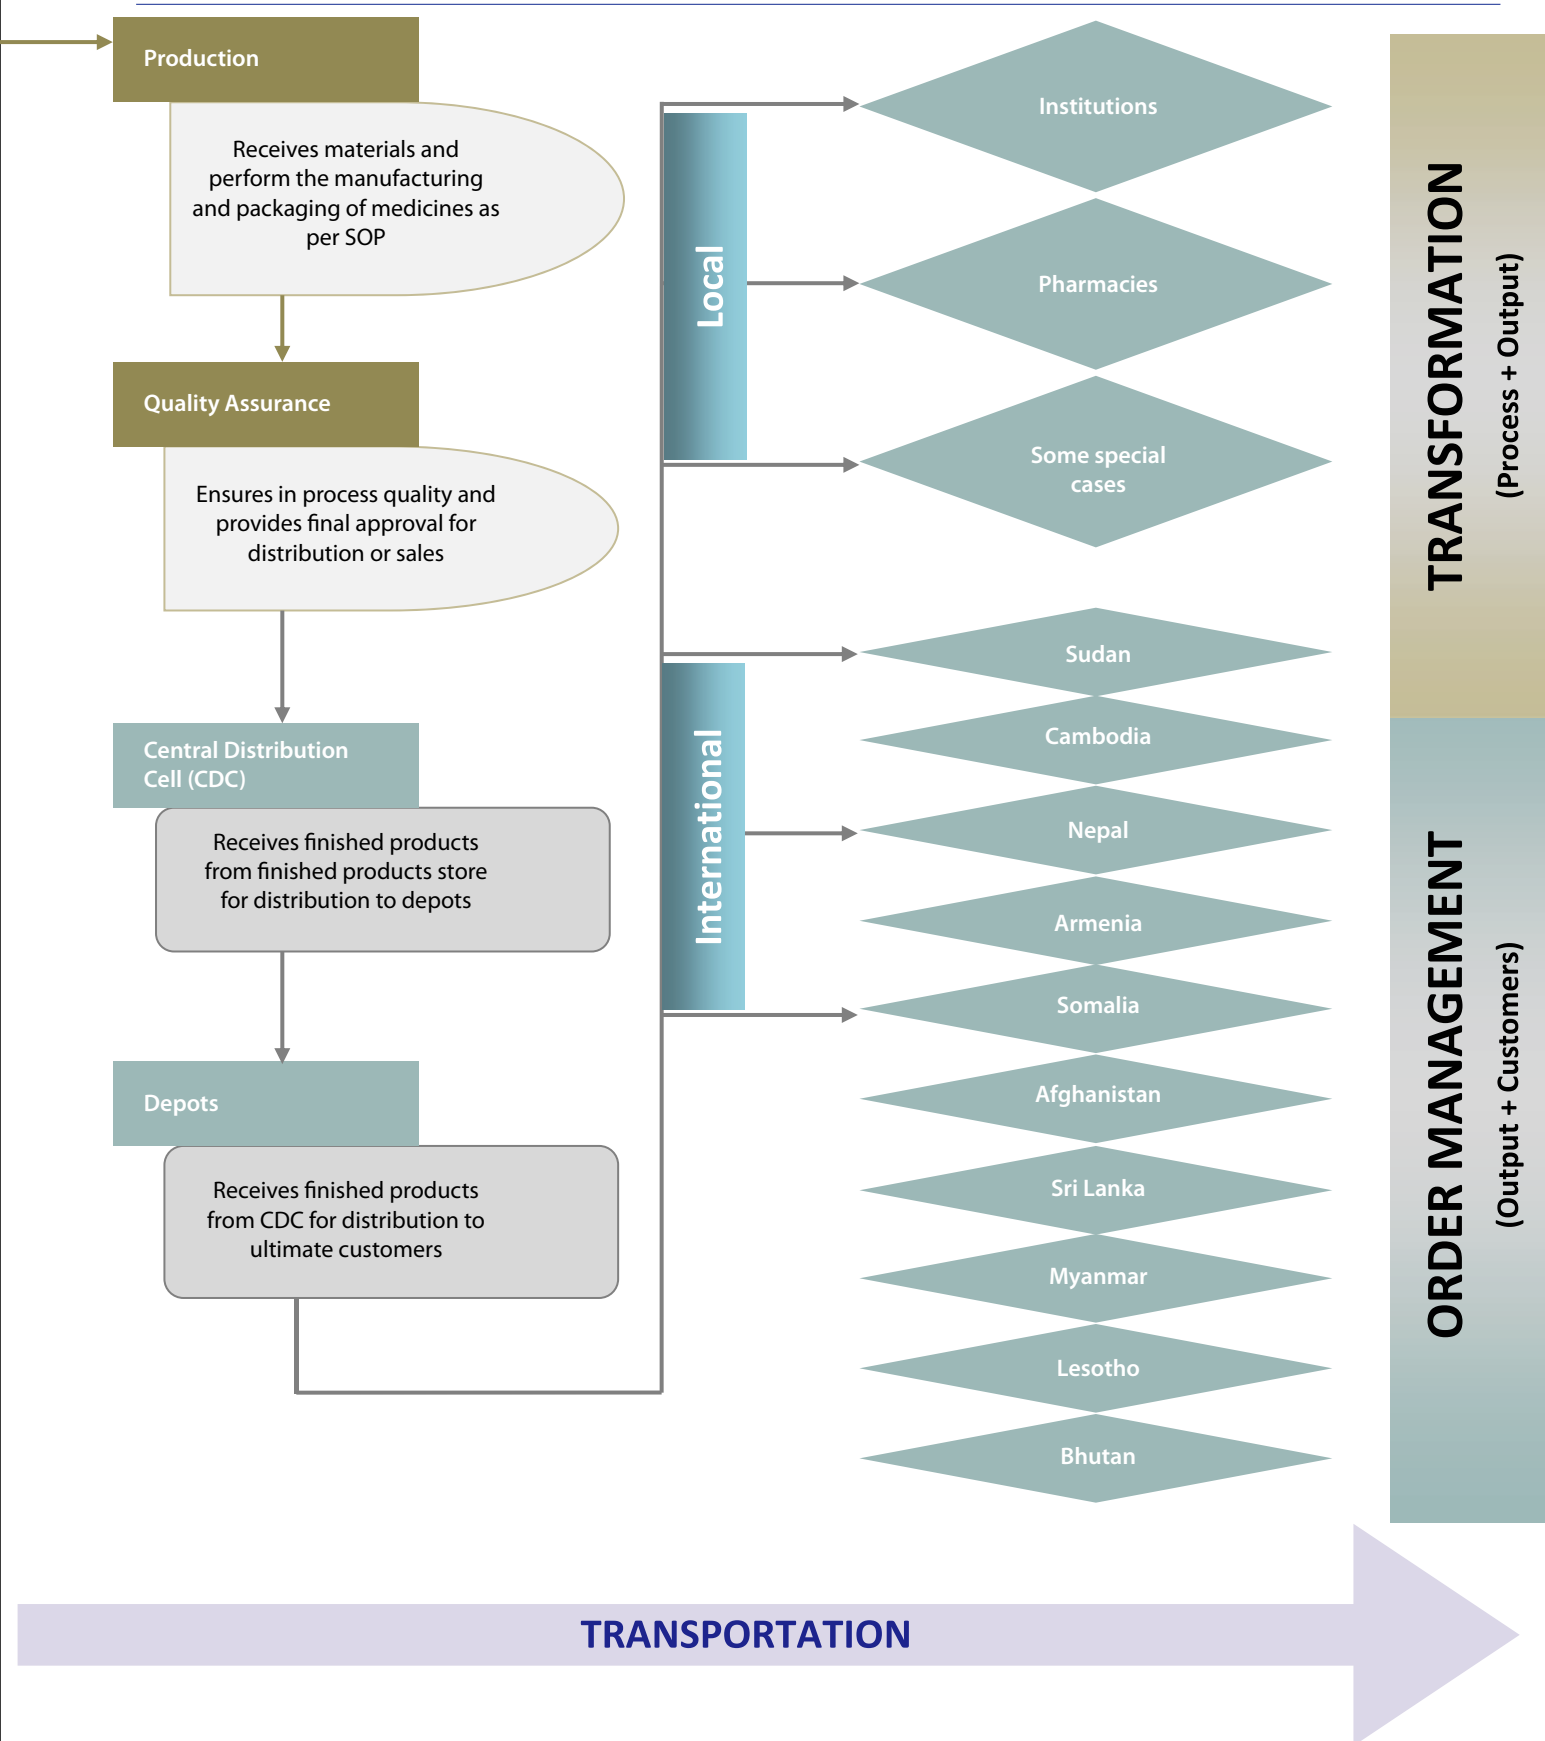 Production
Receives materials and
perform the manufacturing
and packaging of medicines as
per SOP
Quality Assurance
Ensures in process quality and
provides final approval for
distribution or sales
Central Distribution
Cell (CDC)
Receives finished products
from finished products store
for distribution to depots
Depots
Receives finished products
from CDC for distribution to
ultimate customers
Local
International
Institutions
Pharmacies
Some special
cases
Sudan
Cambodia
Nepal
Armenia
Somalia
Afghanistan
Sri Lanka
Myanmar
Lesotho
Bhutan
TRANSFORMATION
(Process + Output)
ORDER MANAGEMENT
(Output + Customers)
TRANSPORTATION